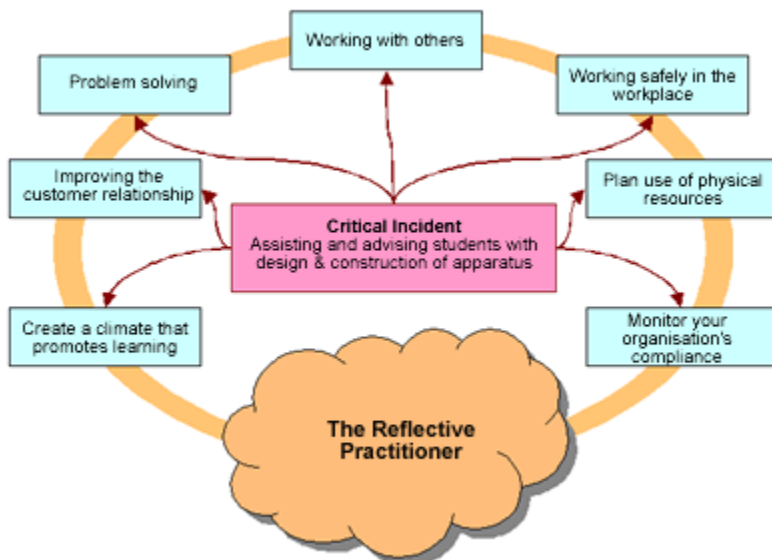 Working with others
Problem solving
Working safely in the
workplace
Improving the
customer relationship
Plan use of physical
resources
Critical Incident
Assisting and advising students with
design & construction of apparatus
Create a climate that
promotes learning
Monitor your
organisation's
compliance
The Reflective
Practitioner